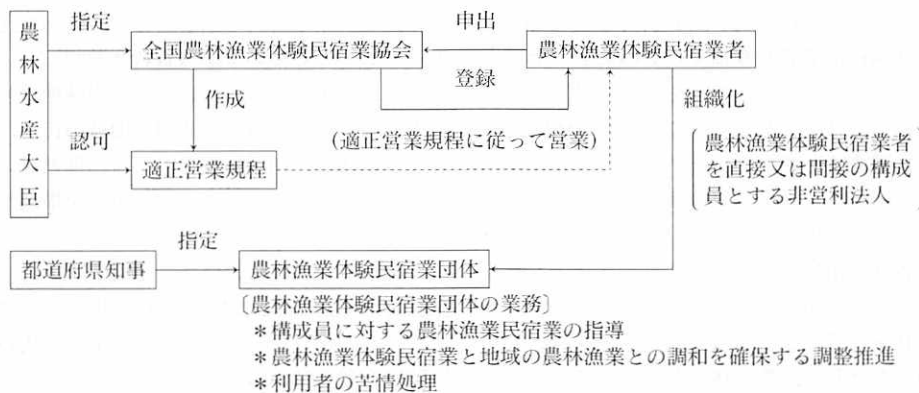 農林水産大臣
指定
全国農林漁業体験民宿業協会
申出
農林漁業体験民宿業者
登録
作成
組織化
認可
(適正営業規程に従って営業)
適正営業規程
農林漁業体験民宿業者
を直接又は間接の構成
員とする非営利法人
指定
都道府県知事
農林漁業体験民宿業団体
〔農林漁業体験民宿業団体の業務〕
＊構成員に対する農林漁業民宿業の指導
＊農林漁業体験民宿業と地域の農林漁業との調和を確保する調整推進
＊利用者の苦情処理